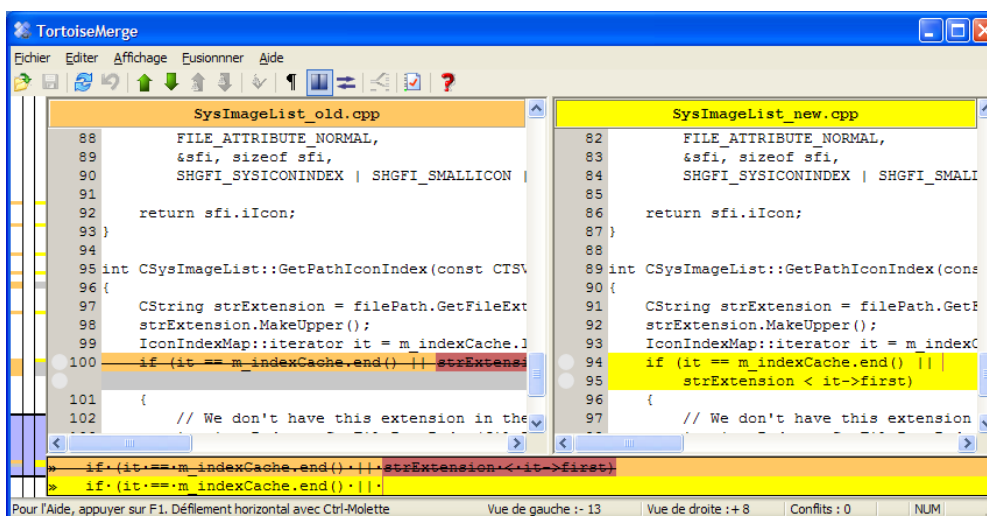 TortoiseMerge
Fichier Editer Affichage Fusionnner Aide
SysImageList_old.cpp
88 FILE_ATTRIBUTE_NORMAL,
89 &sfi, sizeof sfi,
90 SHGFI_SYSICONINDEX | SHGFI_SMALLICON |
91
92 return sfi.iIcon;
93 }
94
95 int CSysImageList::GetPathIconIndex(const CTSV
96 {
97 CString strExtension = filePath.GetFileExt
98 strExtension.MakeUpper();
99 IconIndexMap::iterator it = m_indexCache.l
100 if (it == m_indexCache.end() || strExtensi
101 {
102 // We don't have this extension in the
SysImageList_new.cpp
82 FILE_ATTRIBUTE_NORMAL,
83 &sfi, sizeof sfi,
84 SHGFI_SYSICONINDEX | SHGFI_SMALL
85
86 return sfi.iIcon;
87 }
88
89 int CSysImageList::GetPathIconIndex(cons
90 {
91 CString strExtension = filePath.GetF
92 strExtension.MakeUpper();
93 IconIndexMap::iterator it = m_indexC
94 if (it == m_indexCache.end() ||
95 strExtension < it->first)
96 {
97 // We don't have this extension
» if·(it·==·m_indexCache.end()·||·strExtension·<·it->first)
» if·(it·==·m_indexCache.end()·||·
Pour l'Aide, appuyer sur F1. Défilement horizontal avec Ctrl-Molette Vue de gauche :- 13 Vue de droite :+ 8 Conflits : 0 NUM